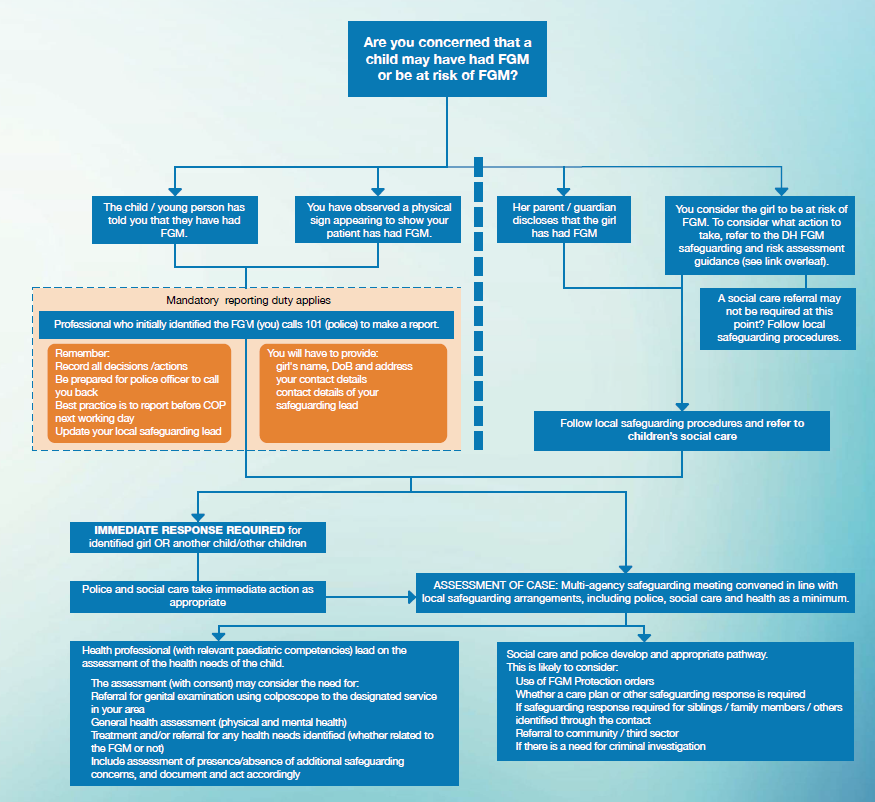 Are you concerned that a
child may have had FGM
or be at risk of FGM?
The child / young person has
told you that they have had
FGM.
You have observed a physical
sign appearing to show your
patient has had FGM.
Her parent / guardian
discloses that the girl
has had FGM
You consider the girl to be at risk of
FGM. To consider what action to
take, refer to the DH FGM
safeguarding and risk assessment
guidance (see link overleaf).
A social care referral may
not be required at this
point? Follow local
safeguarding procedures.
Mandatory reporting duty applies
Professional who initially identified the FGM (you) calls 101 (police) to make a report.
Remember:
Record all decisions /actions
Be prepared for police officer to call
you back
Best practice is to report before COP
next working day
Update your local safeguarding lead
You will have to provide:
girl's name, DoB and address
your contact details
contact details of your
safeguarding lead
Follow local safeguarding procedures and refer to
children's social care
IMMEDIATE RESPONSE REQUIRED for
identified girl OR another child/other children
Police and social care take immediate action as
appropriate
ASSESSMENT OF CASE: Multi-agency safeguarding meeting convened in line with
local safeguarding arrangements, including police, social care and health as a minimum.
Health professional (with relevant paediatric competencies) lead on the
assessment of the health needs of the child.
The assessment (with consent) may consider the need for:
Referral for genital examination using colposcope to the designated service
in your area
General health assessment (physical and mental health)
Treatment and/or referral for any health needs identified (whether related to
the FGM or not)
Include assessment of presence/absence of additional safeguarding
concerns, and document and act accordingly
Social care and police develop and appropriate pathway.
This is likely to consider:
Use of FGM Protection orders
Whether a care plan or other safeguarding response is required
If safeguarding response required for siblings / family members / others
identified through the contact
Referral to community / third sector
If there is a need for criminal investigation